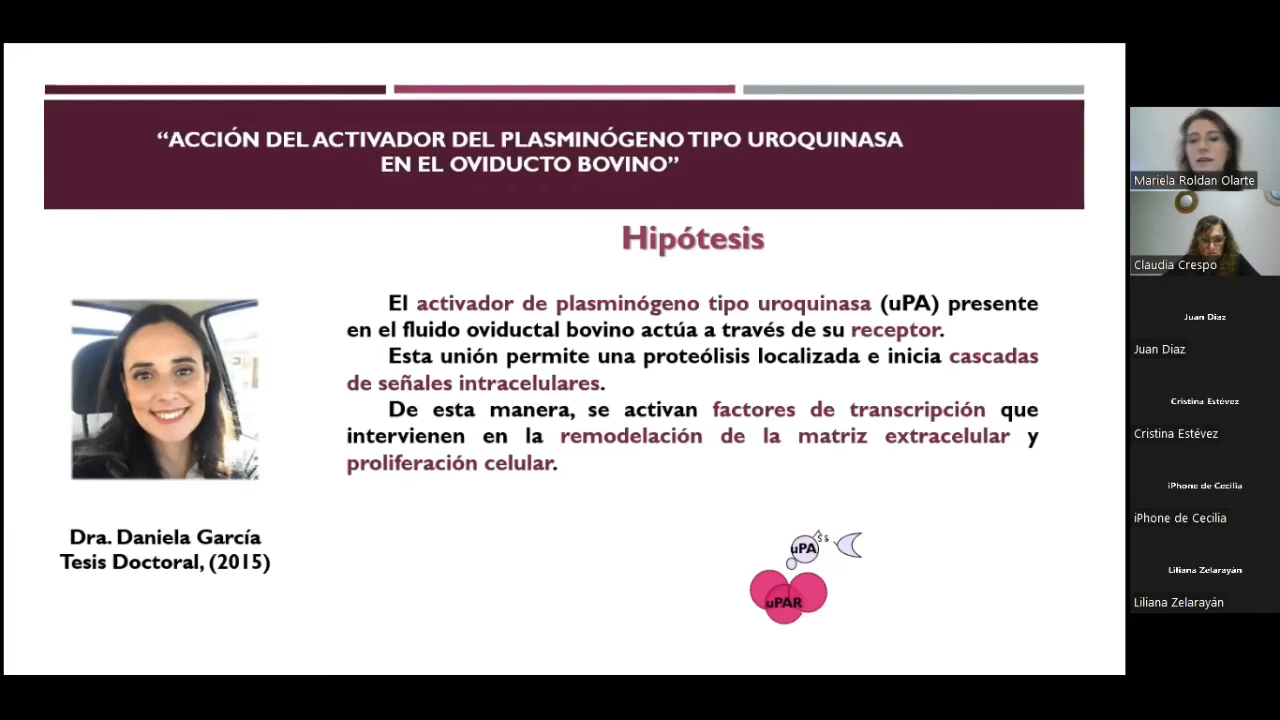 “ACCIÓN DEL ACTIVADOR DEL PLASMINÓGENO TIPO UROQUINASA
EN EL OVIDUCTO BOVINO”
Hipótesis
El activador de plasminógeno tipo uroquinasa (uPA) presente
en el fluido oviductal bovino actúa a través de su receptor.
Esta unión permite una proteólisis localizada e inicia cascadas
de señales intracelulares.
De esta manera, se activan factores de transcripción que
intervienen en la remodelación de la matriz extracelular y
proliferación celular.
Dra. Daniela García
Tesis Doctoral, (2015)
uPA
S S
uPAR
Mariela Roldan Olarte
Claudia Crespo
Juan Diaz
Juan Diaz
Cristina Estévez
Cristina Estévez
iPhone de Cecilia
iPhone de Cecilia
Liliana Zelarayán
Liliana Zelarayán